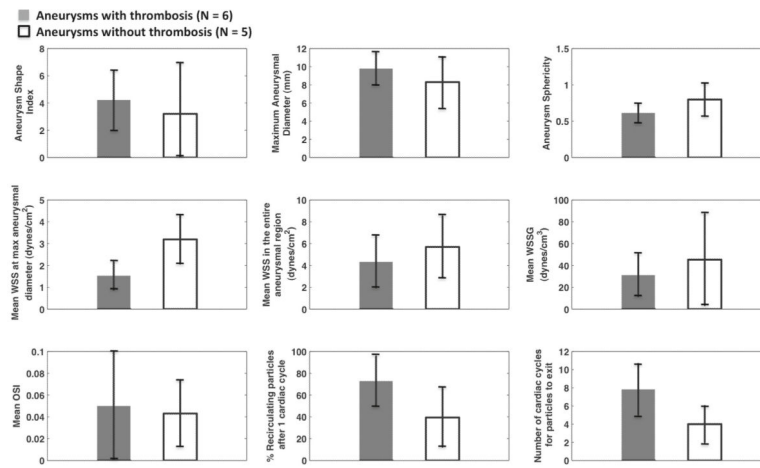 Aneurysms with thrombosis (N = 6)
Aneurysms without thrombosis (N = 5)
Aneurysm Shape
Index
8
6
4
2
0
Maximum Aneurysmal
Diameter (mm)
12
10
8
6
4
2
0
Aneurysm Sphericity
1.5
1
0.5
0
Mean WSS at max aneurysmal
diameter (dynes/cm²)
5
4
3
2
1
0
Mean WSS in the entire
aneurysmal region
(dynes/cm²)
10
8
6
4
2
0
Mean WSSG
(dynes/cm³)
100
80
60
40
20
0
Mean OSI
0.1
0.08
0.06
0.04
0.02
0
% Recirculating particles
after 1 cardiac cycle
100
80
60
40
20
0
Number of cardiac cycles
for particles to exit
12
10
8
6
4
2
0